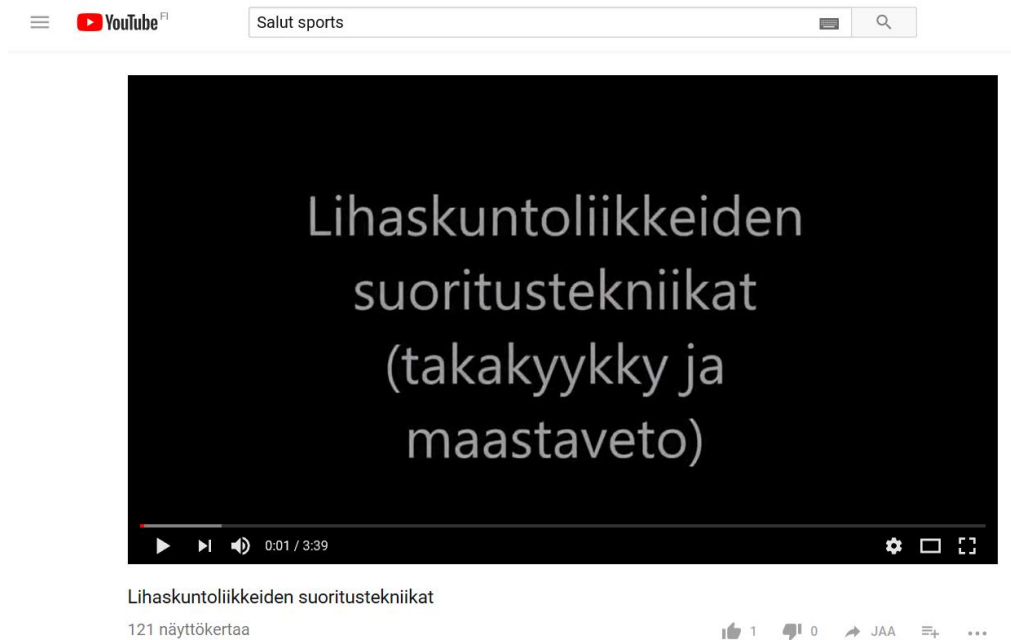 YouTube FI
Salut sports
Lihaskuntoliikkeiden
suoritustekniikat
(takakyykky ja
maastaveto)
0:01 / 3:39
Lihaskuntoliikkeiden suoritustekniikat
121 näyttökertaa
1 0 JAA